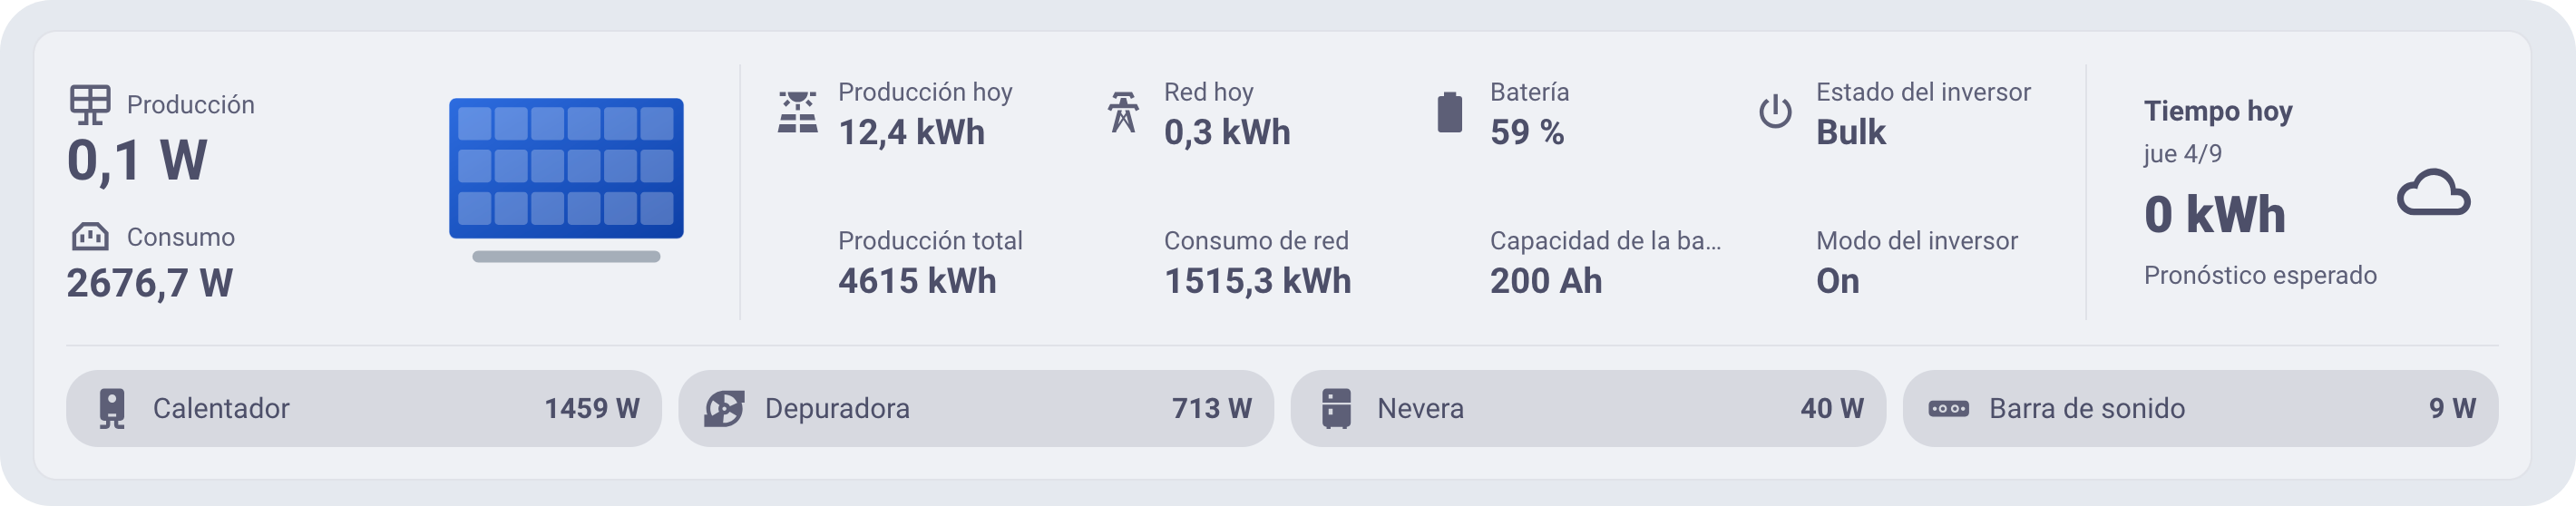 Producción
0,1 W
Consumo
2676,7 W
Producción hoy
12,4 kWh
Red hoy
0,3 kWh
Batería
59 %
Estado del inversor
Bulk
Producción total
4615 kWh
Consumo de red
1515,3 kWh
Capacidad de la ba...
200 Ah
Modo del inversor
On
Tiempo hoy
jue 4/9
0 kWh
Pronóstico esperado
Calentador 1459 W
Depuradora 713 W
Nevera 40 W
Barra de sonido 9 W